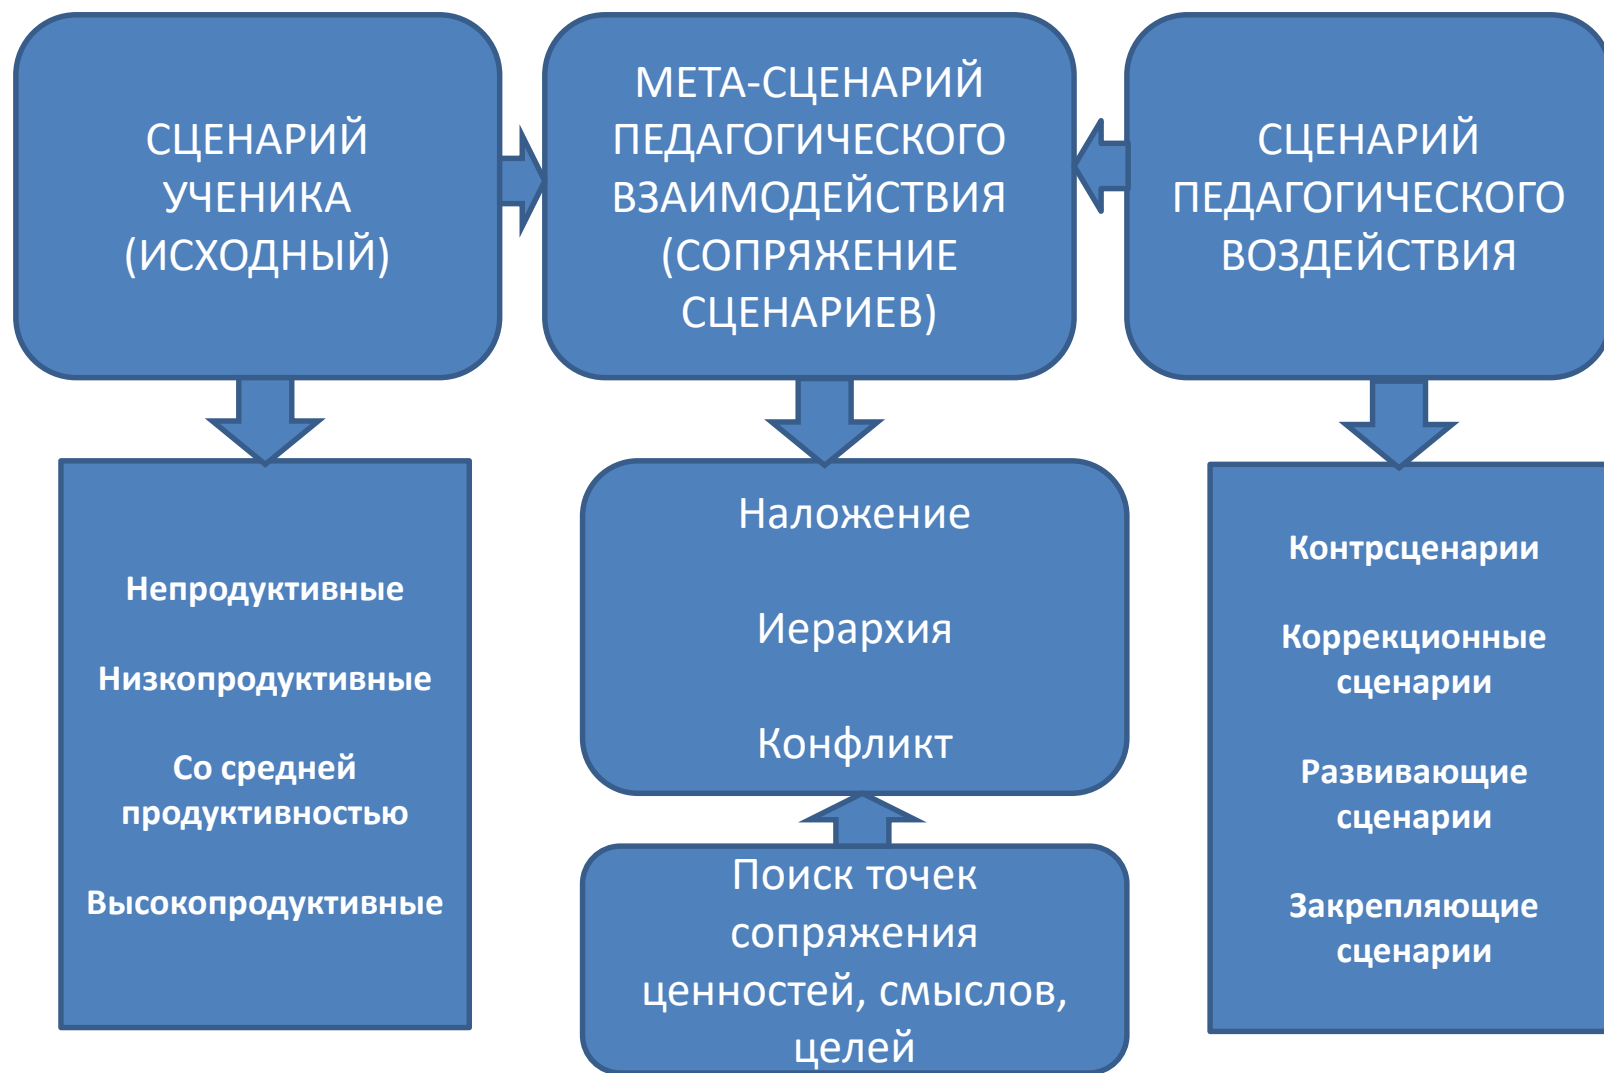 СЦЕНАРИЙ
УЧЕНИКА
(ИСХОДНЫЙ)
МЕТА-СЦЕНАРИЙ
ПЕДАГОГИЧЕСКОГО
ВЗАИМОДЕЙСТВИЯ
(СОПРЯЖЕНИЕ
СЦЕНАРИЕВ)
СЦЕНАРИЙ
ПЕДАГОГИЧЕСКОГО
ВОЗДЕЙСТВИЯ
Непродуктивные
Низкопродуктивные
Со средней
продуктивностью
Высокопродуктивные
Наложение
Иерархия
Конфликт
Поиск точек
сопряжения
ценностей, смыслов,
целей
Контрсценарии
Коррекционные
сценарии
Развивающие
сценарии
Закрепляющие
сценарии